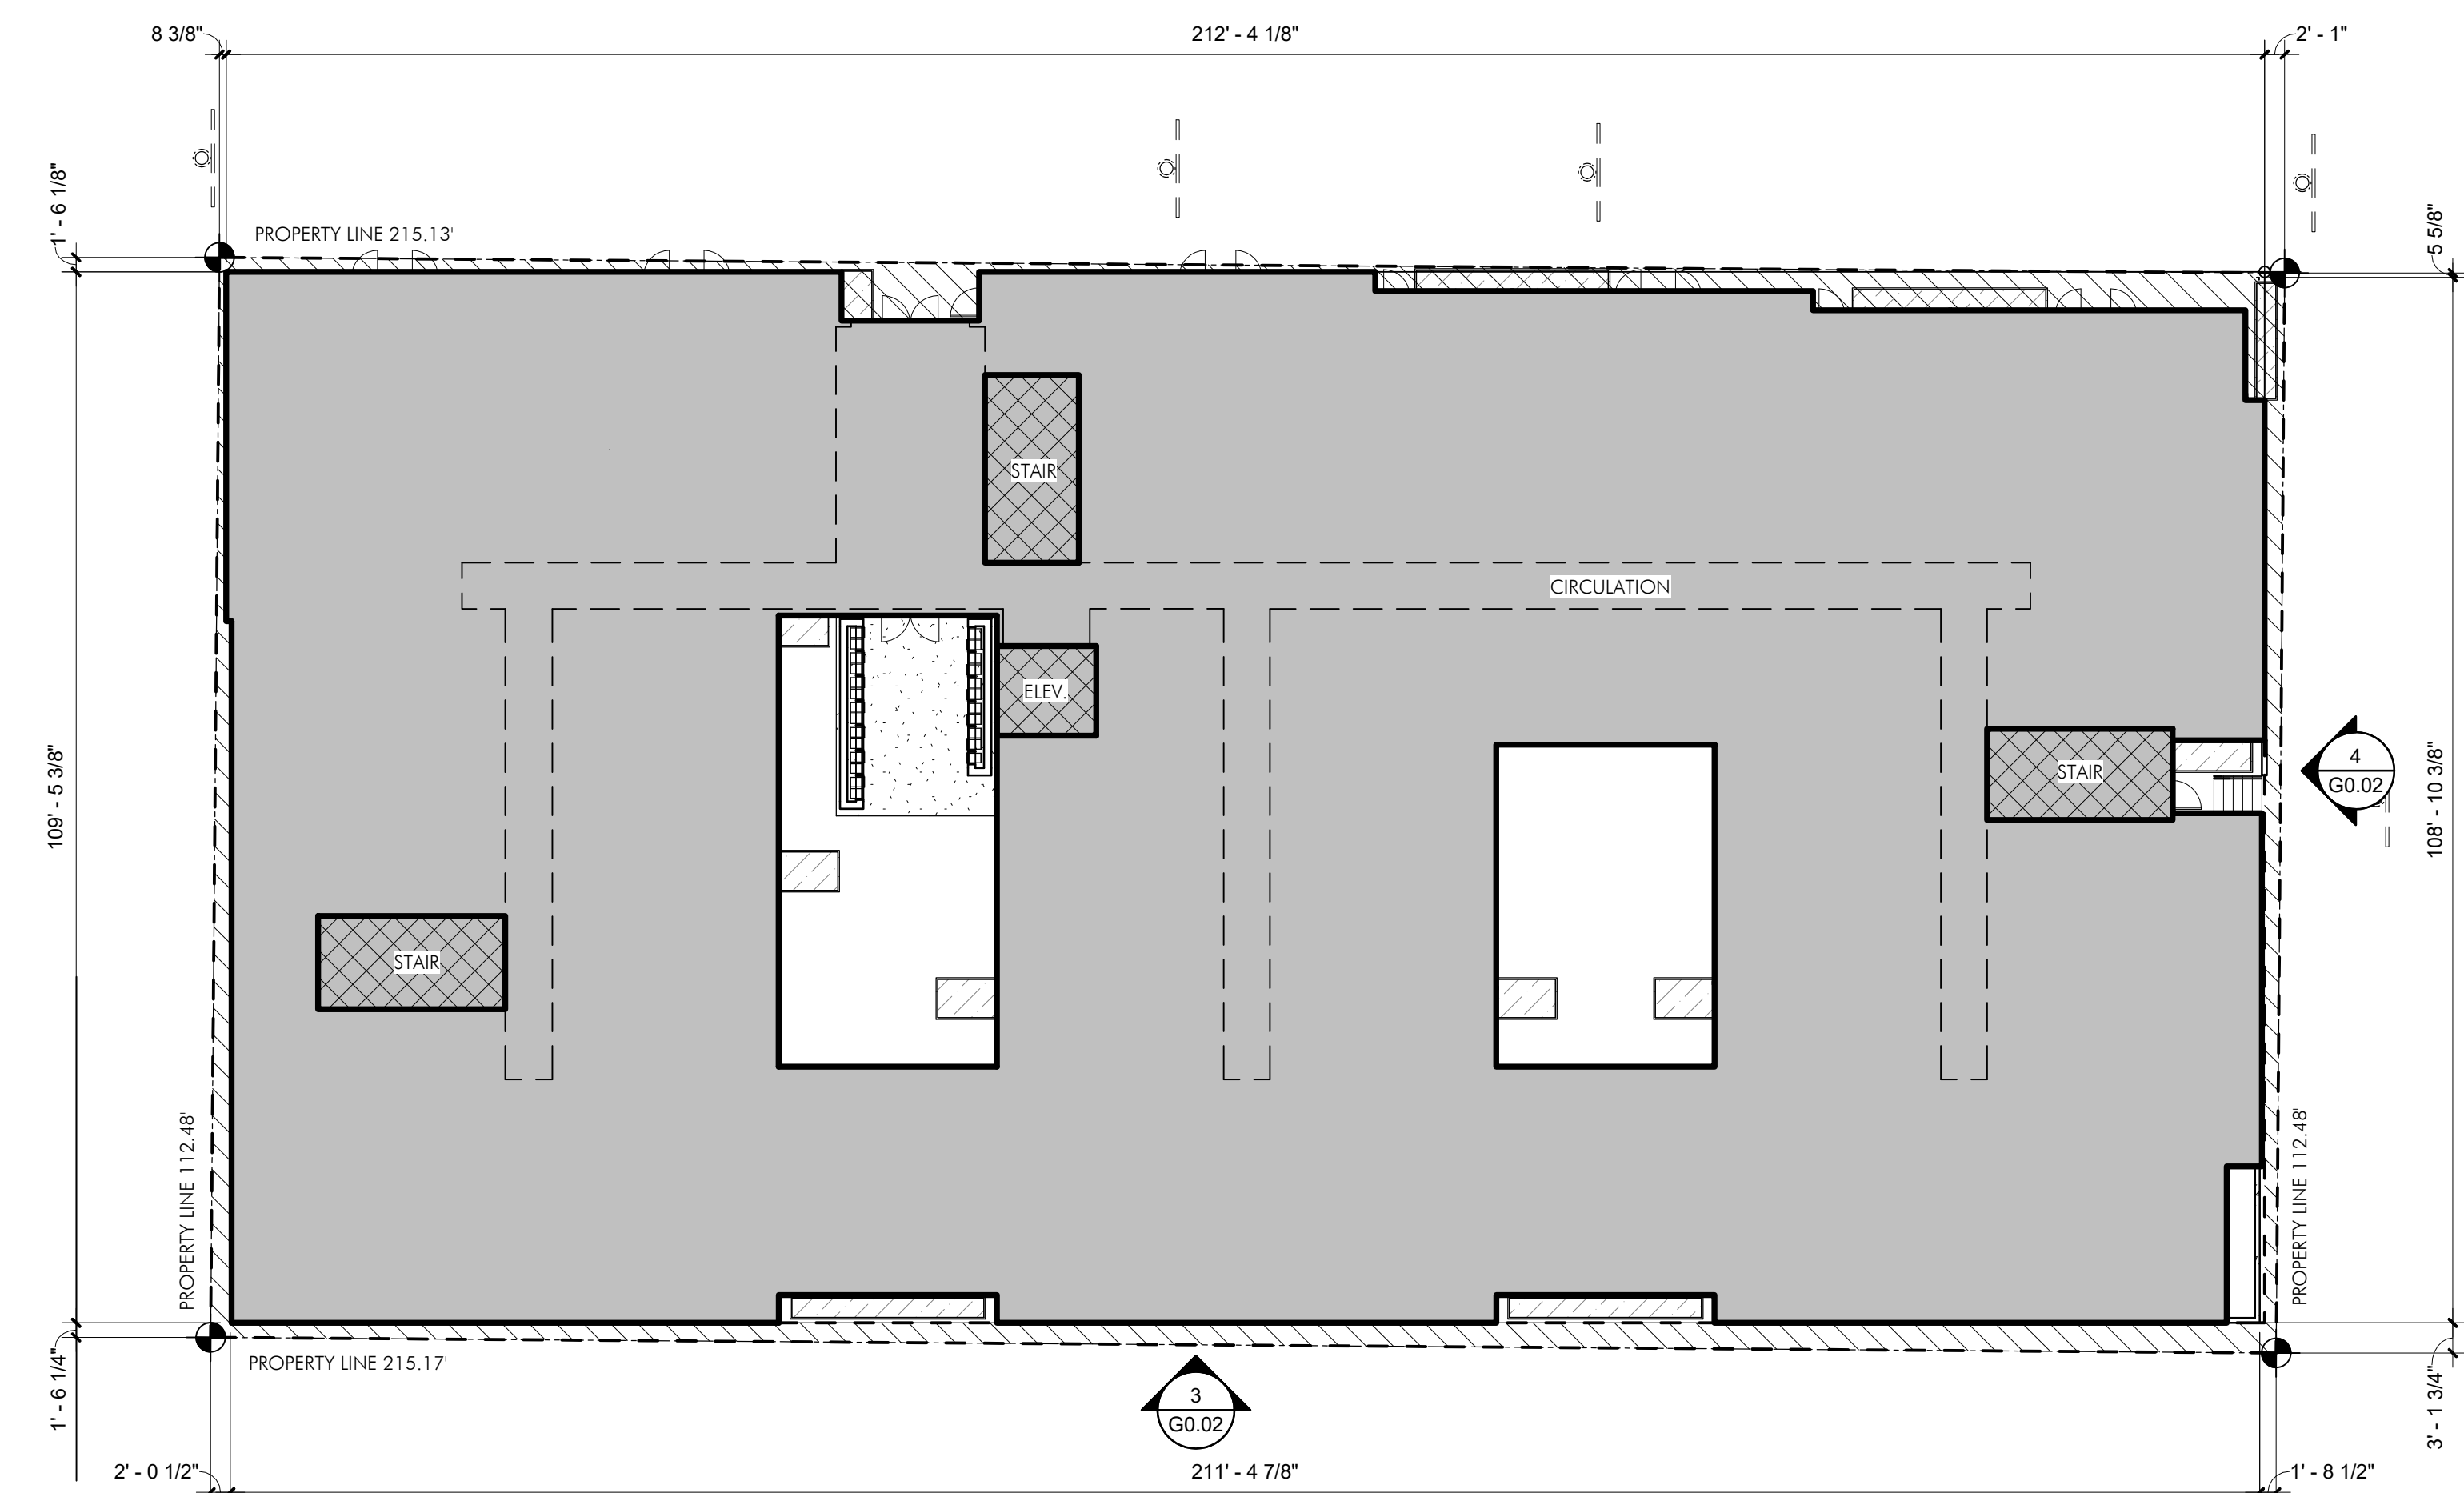 8 3/8"
212' - 4 1/8"
2' - 1"
1' - 6 1/8"
5 5/8"
PROPERTY LINE 215.13'
STAIR
CIRCULATION
ELEV.
STAIR
4
G0.02
109' - 5 3/8"
108' - 10 3/8"
STAIR
PROPERTY LINE 112.48'
PROPERTY LINE 112.48'
PROPERTY LINE 215.17'
1' - 6 1/4"
3
G0.02
3' - 1 3/4"
2' - 0 1/2"
211' - 4 7/8"
1' - 8 1/2"